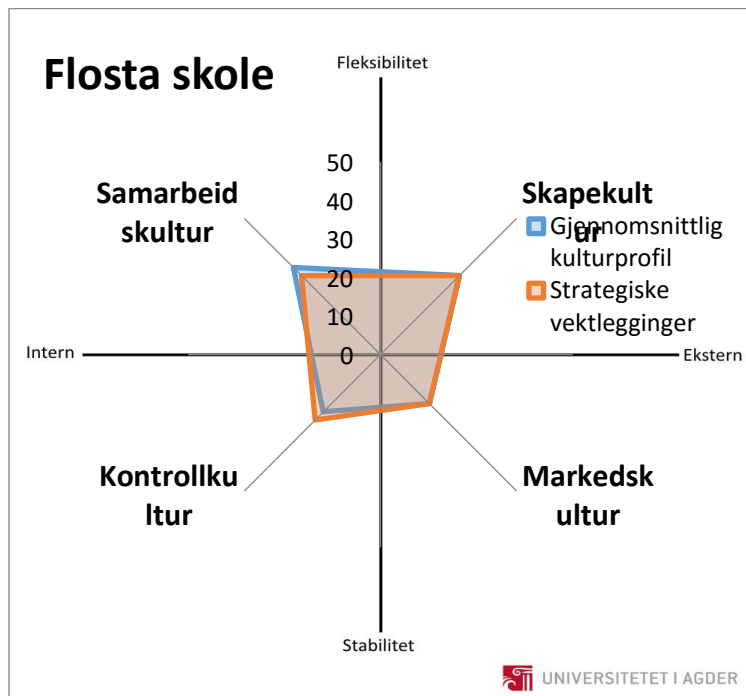 Flosta skole
Fleksibilitet
50
40
30
20
10
0
Samarbeid
skultur
Skapekult
ur
Gjennomsnittlig
kulturprofil
Strategiske
vektlegginger
Intern
Ekstern
Kontrollku
ltur
Markedsk
ultur
Stabilitet
UNIVERSITETET I AGDER